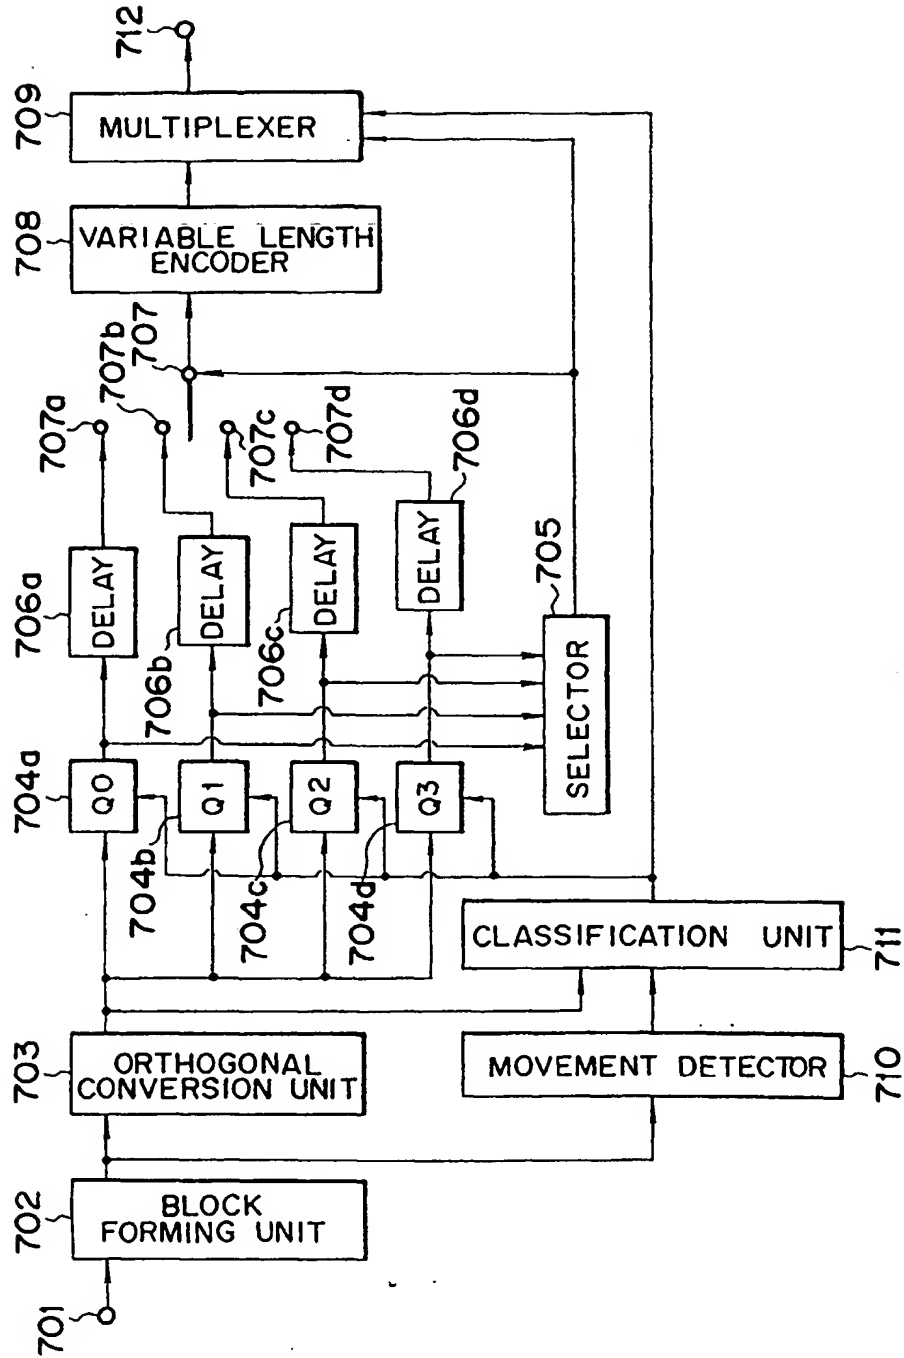 701
702
BLOCK
FORMING UNIT
703
ORTHOGONAL
CONVERSION UNIT
710
MOVEMENT DETECTOR
711
CLASSIFICATION UNIT
704a
Q0
704b
Q1
704c
Q2
704d
Q3
705
SELECTOR
706a
DELAY
706b
DELAY
706c
DELAY
706d
DELAY
707a
707b
707
707c
707d
708
VARIABLE LENGTH
ENCODER
709
MULTIPLEXER
712